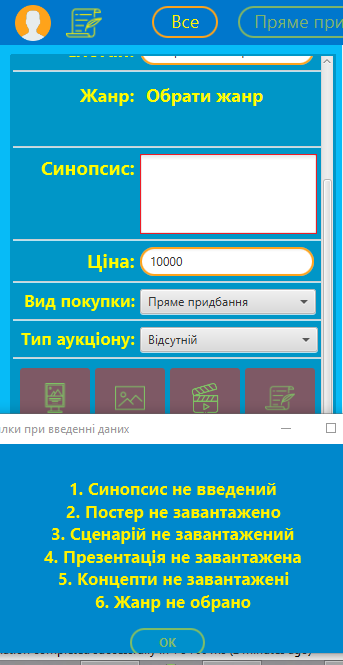 Все
Пряме при
Жанр: Обрати жанр
Синопсис:
Ціна: 10000
Вид покупки: Пряме придбання
Тип аукціону: Відсутній
лки при введенні даних
1. Синопсис не введений
2. Постер не завантажено
3. Сценарій не завантажений
4. Презентація не завантажена
5. Концепти не завантажені
6. Жанр не обрано
ОК